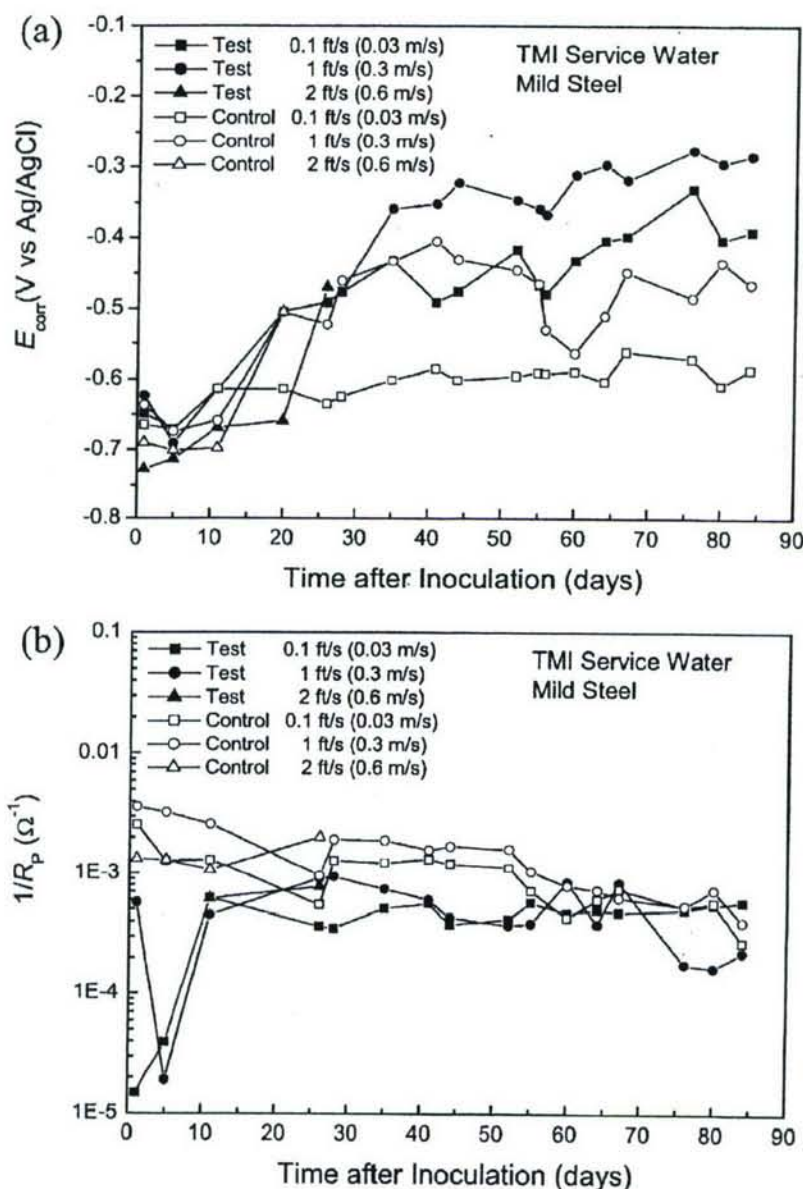 (a)
-0.1
-0.2
-0.3
-0.4
-0.5
-0.6
-0.7
-0.8
E_corr (V vs Ag/AgCl)
Test 0.1 ft/s (0.03 m/s)
Test 1 ft/s (0.3 m/s)
Test 2 ft/s (0.6 m/s)
Control 0.1 ft/s (0.03 m/s)
Control 1 ft/s (0.3 m/s)
Control 2 ft/s (0.6 m/s)
TMI Service Water
Mild Steel
0 10 20 30 40 50 60 70 80 90
Time after Inoculation (days)
(b)
0.1
0.01
1E-3
1E-4
1E-5
1/R_P (Ω⁻¹)
Test 0.1 ft/s (0.03 m/s)
Test 1 ft/s (0.3 m/s)
Test 2 ft/s (0.6 m/s)
Control 0.1 ft/s (0.03 m/s)
Control 1 ft/s (0.3 m/s)
Control 2 ft/s (0.6 m/s)
TMI Service Water
Mild Steel
0 10 20 30 40 50 60 70 80 90
Time after Inoculation (days)